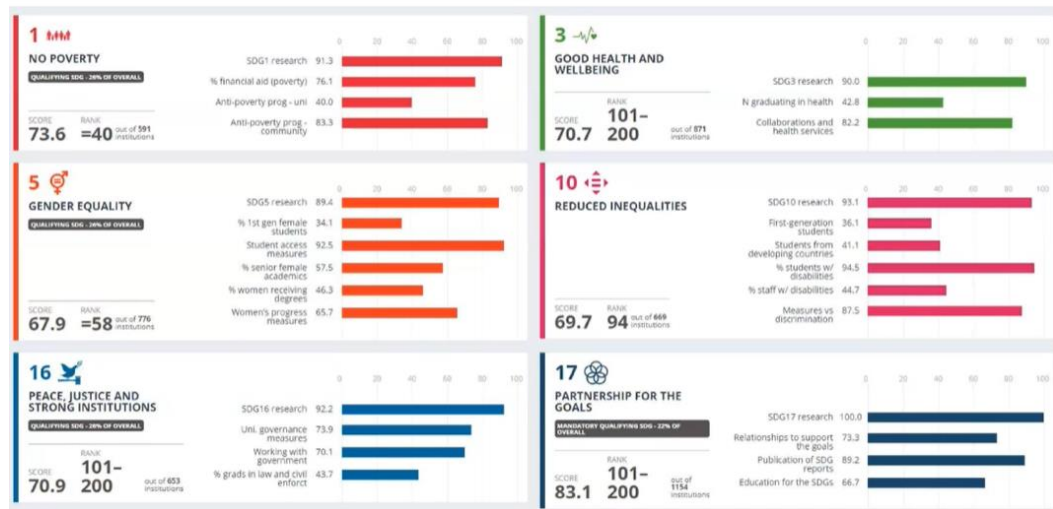 1
NO POVERTY
QUALIFYING SDG - 26% OF OVERALL
SCORE
73.6
RANK
=40 out of 591 institutions
0 20 40 60 80 100
SDG1 research 91.3
% financial aid (poverty) 76.1
Anti-poverty prog - uni 40.0
Anti-poverty prog - 83.3
community
3
GOOD HEALTH AND
WELLBEING
SCORE
70.7
RANK
101–
200
out of 871
institutions
0 20 40 60 80 100
SDG3 research 90.0
N graduating in health 42.8
Collaborations and 82.2
health services
5
GENDER EQUALITY
QUALIFYING SDG - 26% OF OVERALL
SCORE
67.9
RANK
=58 out of 776 institutions
0 20 40 60 80 100
SDG5 research 89.4
% 1st gen female 34.1
students
Student access 92.5
measures
% senior female 57.5
academics
% women receiving 46.3
degrees
Women's progress 65.7
measures
10
REDUCED INEQUALITIES
SCORE
69.7
RANK
94 out of 669 institutions
0 20 40 60 80 100
SDG10 research 93.1
First-generation 36.1
students
Students from 41.1
developing countries
% students w/ 94.5
disabilities
% staff w/ disabilities 44.7
Measures vs 87.5
discrimination
16
PEACE, JUSTICE AND
STRONG INSTITUTIONS
QUALIFYING SDG - 26% OF OVERALL
SCORE
70.9
RANK
101–
200
out of 653
institutions
0 20 40 60 80 100
SDG16 research 92.2
Uni. governance 73.9
measures
Working with 70.1
government
% grads in law and civil 43.7
enforct
17
PARTNERSHIP FOR THE
GOALS
MANDATORY QUALIFYING SDG - 22% OF
OVERALL
SCORE
83.1
RANK
101–
200
out of
1154
institutions
0 20 40 60 80 100
SDG17 research 100.0
Relationships to support 73.3
the goals
Publication of SDG 89.2
reports
Education for the SDGs 66.7